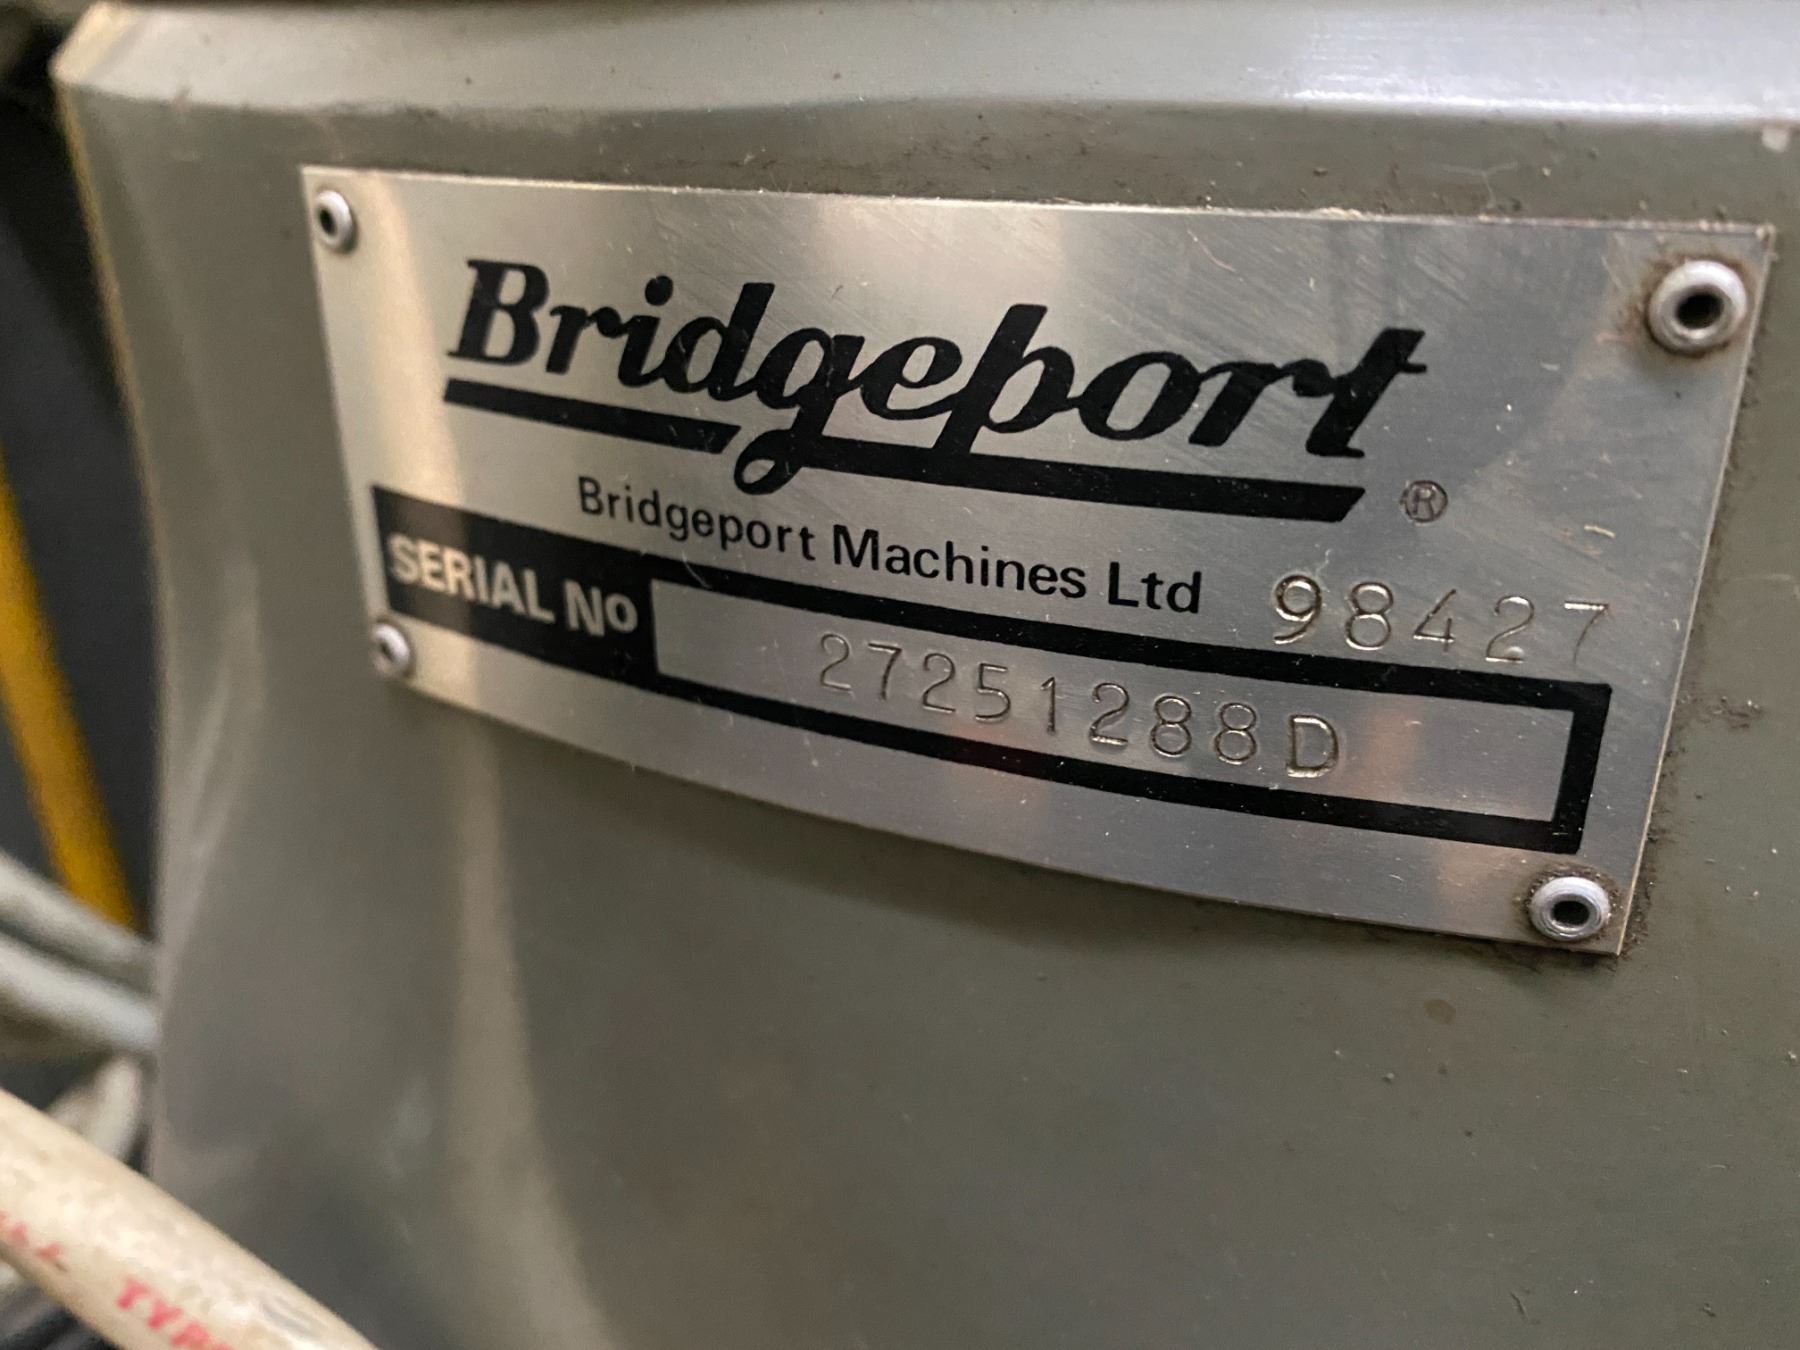 Bridgeport ®
Bridgeport Machines Ltd 98427
SERIAL No 27251288D